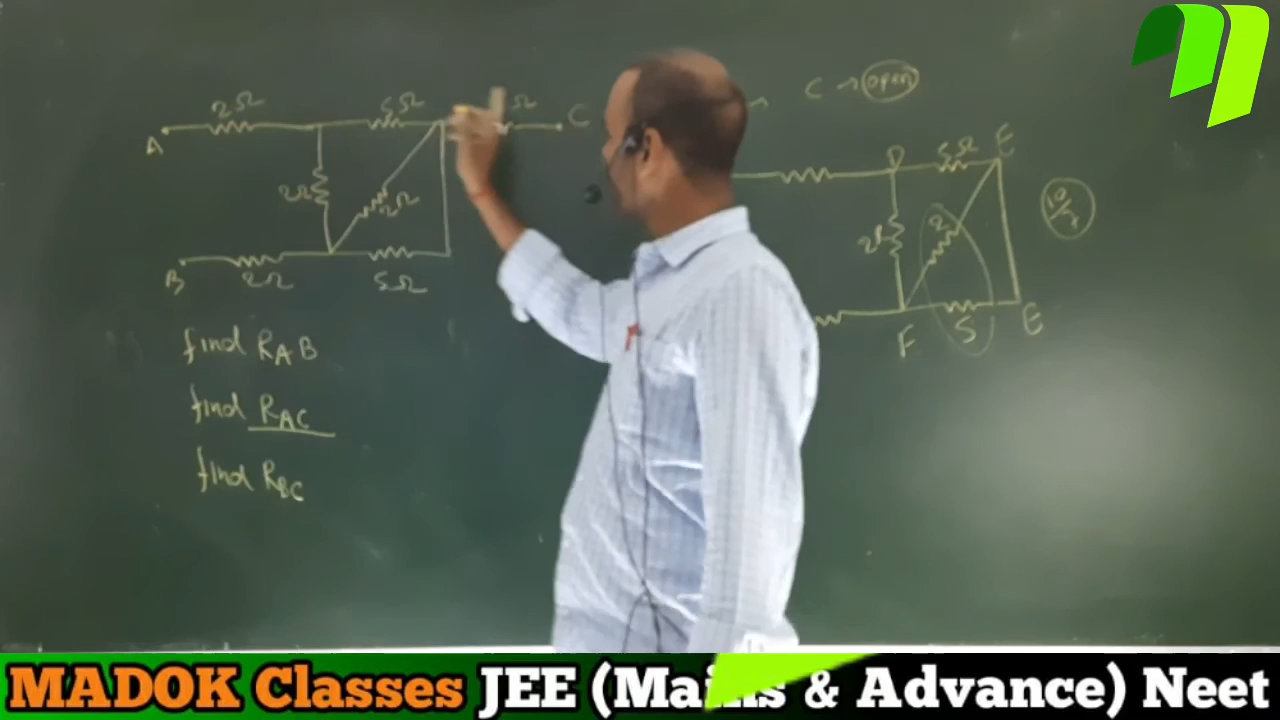 2Ω 5Ω Ω C
A
2Ω 2Ω
B 2Ω 5Ω
find RAB
find RAC
find RBC
C → open
D 5Ω E
2Ω 2 10/7
F 5 E
MADOK Classes JEE (Mains & Advance) Neet